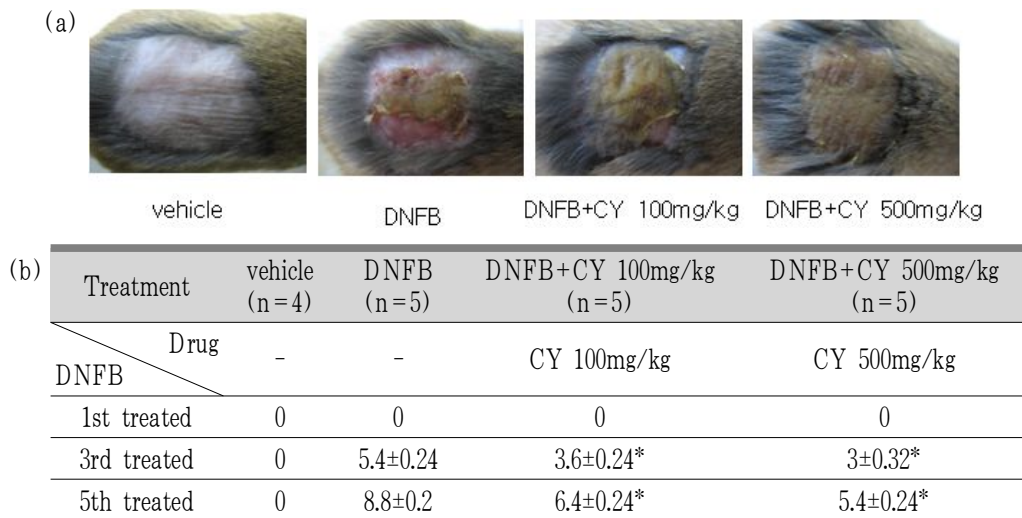 (a)
vehicle
DNFB
DNFB+CY 100mg/kg
DNFB+CY 500mg/kg
(b)
Treatment
vehicle
(n=4)
DNFB
(n=5)
DNFB+CY 100mg/kg
(n=5)
DNFB+CY 500mg/kg
(n=5)
Drug
DNFB
-
-
CY 100mg/kg
CY 500mg/kg
1st treated 0 0 0 0
3rd treated 0 5.4±0.24 3.6±0.24* 3±0.32*
5th treated 0 8.8±0.2 6.4±0.24* 5.4±0.24*